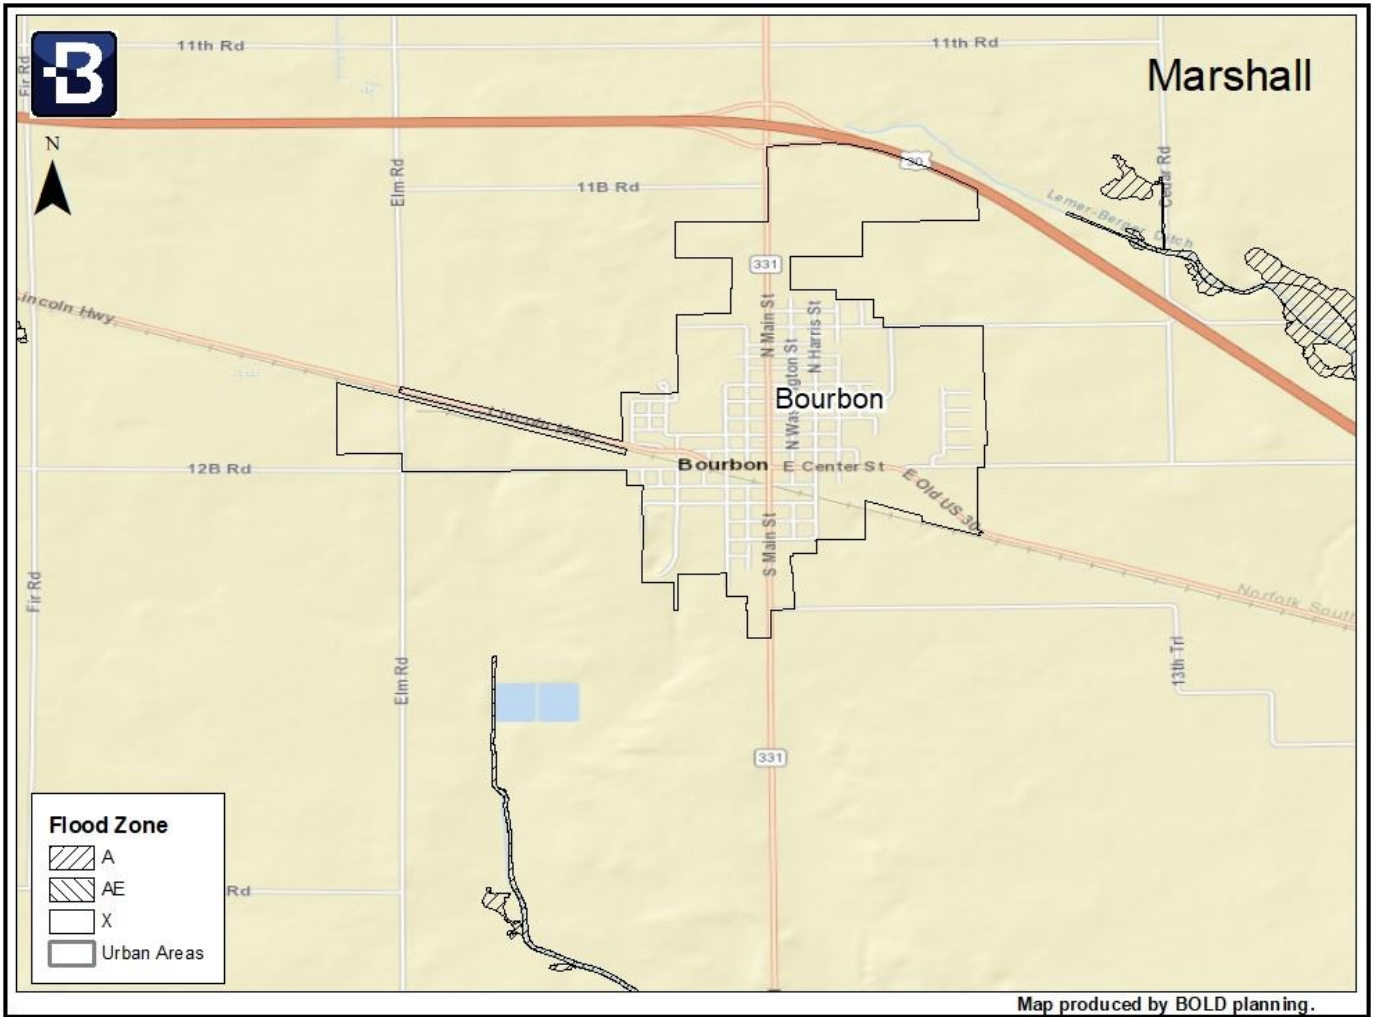 11th Rd
11th Rd
Marshall
Fir Rd
B
N
30
Elm Rd
11B Rd
Cedar Rd
Lemer-Berger Ditch
331
Lincoln Hwy
N Main St
N Harris St
Bourbon
Lincoln Hwy
12B Rd
Bourbon
E Center St
E Old US 30
S Main St
Fir Rd
Norfolk South
Elm Rd
13th Trl
331
Flood Zone
A
AE
Rd
X
Urban Areas
Map produced by BOLD planning.